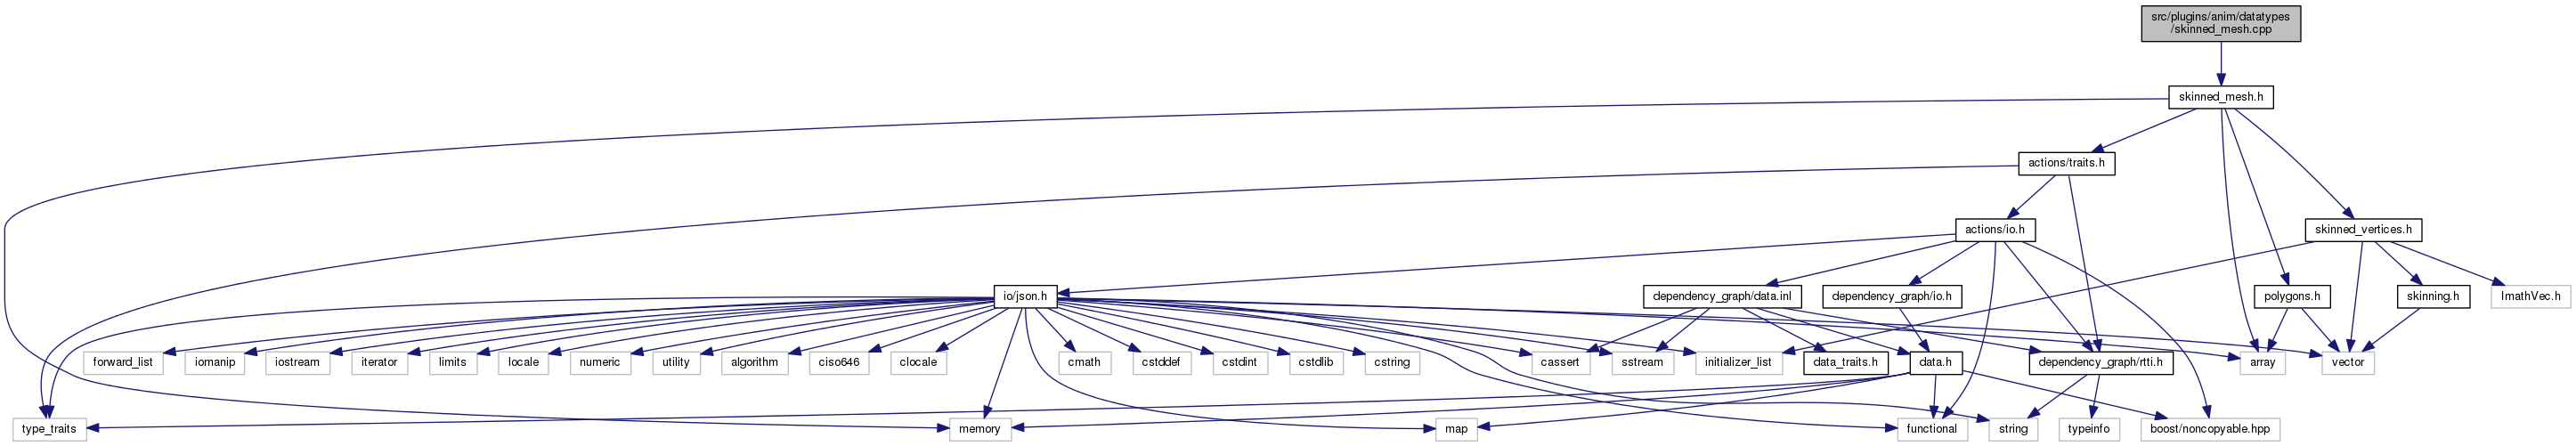 src/plugins/anim/datatypes
/skinned_mesh.cpp
skinned_mesh.h
actions/traits.h
actions/io.h
skinned_vertices.h
io/json.h
dependency_graph/data.inl
dependency_graph/io.h
polygons.h
skinning.h
ImathVec.h
forward_list
iomanip
iostream
iterator
limits
locale
numeric
utility
algorithm
ciso646
clocale
cmath
cstddef
cstdint
cstdlib
cstring
cassert
sstream
initializer_list
data_traits.h
data.h
dependency_graph/rtti.h
array
vector
type_traits
memory
map
functional
string
typeinfo
boost/noncopyable.hpp